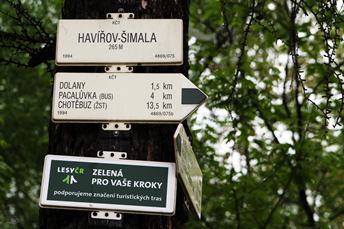 KČT
HAVÍŘOV-ŠIMALA
265 M
1994 4869/075
KČT
DOLANY 1,5 km
PACALŮVKA (BUS) 4 km
CHOTĚBUZ (ŽST) 13,5 km
1994 4869/075b
LESY ČR ZELENÁ
PRO VAŠE KROKY
podporujeme značení turistických tras